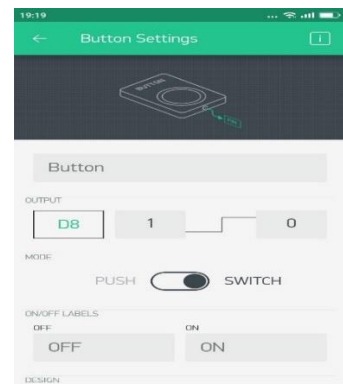 19:19 ...
Button Settings i
BUTTON
PIN
Button
OUTPUT
D8 1 0
MODE
PUSH SWITCH
ON/OFF LABELS
OFF ON
OFF ON
DESIGN